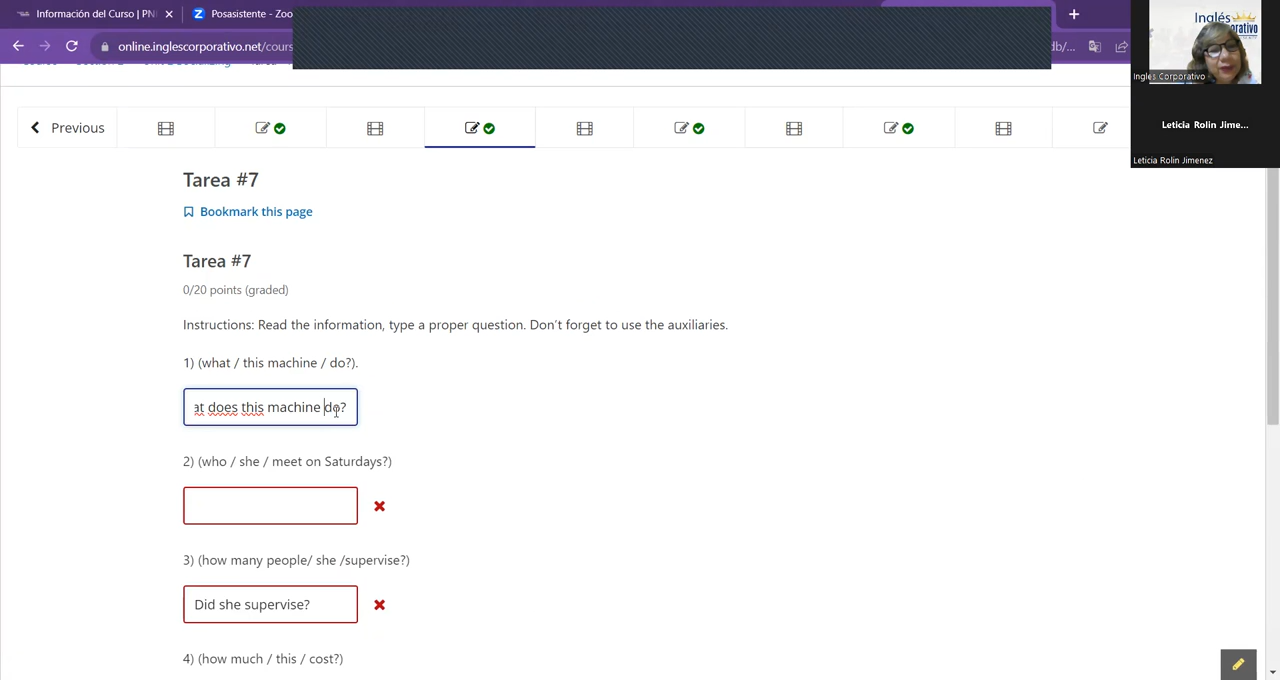 Información del Curso | PN
Posasistente - Zoo
online.inglescorporativo.net/cours
db/...
Inglés
Ingles Corporativo
Leticia Rolin Jime...
Leticia Rolin Jimenez
Previous
Tarea #7
Bookmark this page
Tarea #7
0/20 points (graded)
Instructions: Read the information, type a proper question. Don't forget to use the auxiliaries.
1) (what / this machine / do?).
at does this machine do?
2) (who / she / meet on Saturdays?)
3) (how many people/ she /supervise?)
Did she supervise?
4) (how much / this / cost?)